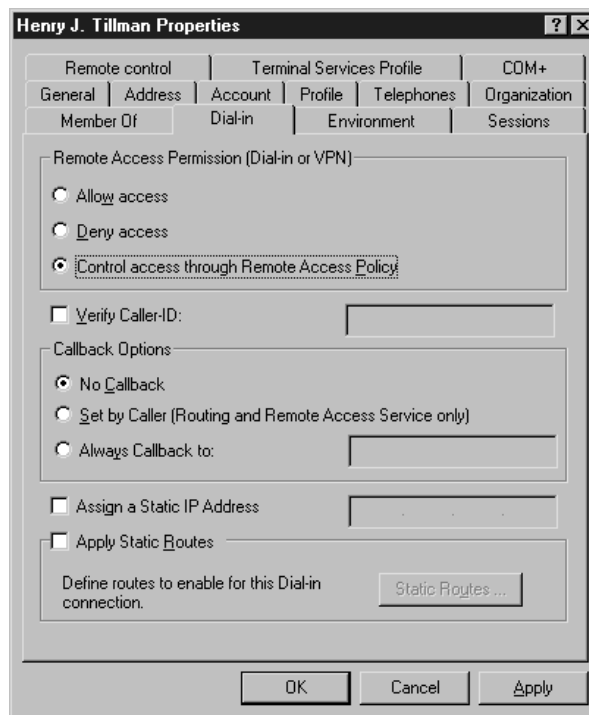 Henry J. Tillman Properties
Remote control Terminal Services Profile COM+
General Address Account Profile Telephones Organization
Member Of Dial-in Environment Sessions
Remote Access Permission (Dial-in or VPN)
Allow access
Deny access
Control access through Remote Access Policy
Verify Caller-ID:
Callback Options
No Callback
Set by Caller (Routing and Remote Access Service only)
Always Callback to:
Assign a Static IP Address
Apply Static Routes
Define routes to enable for this Dial-in
connection.
Static Routes ...
OK Cancel Apply